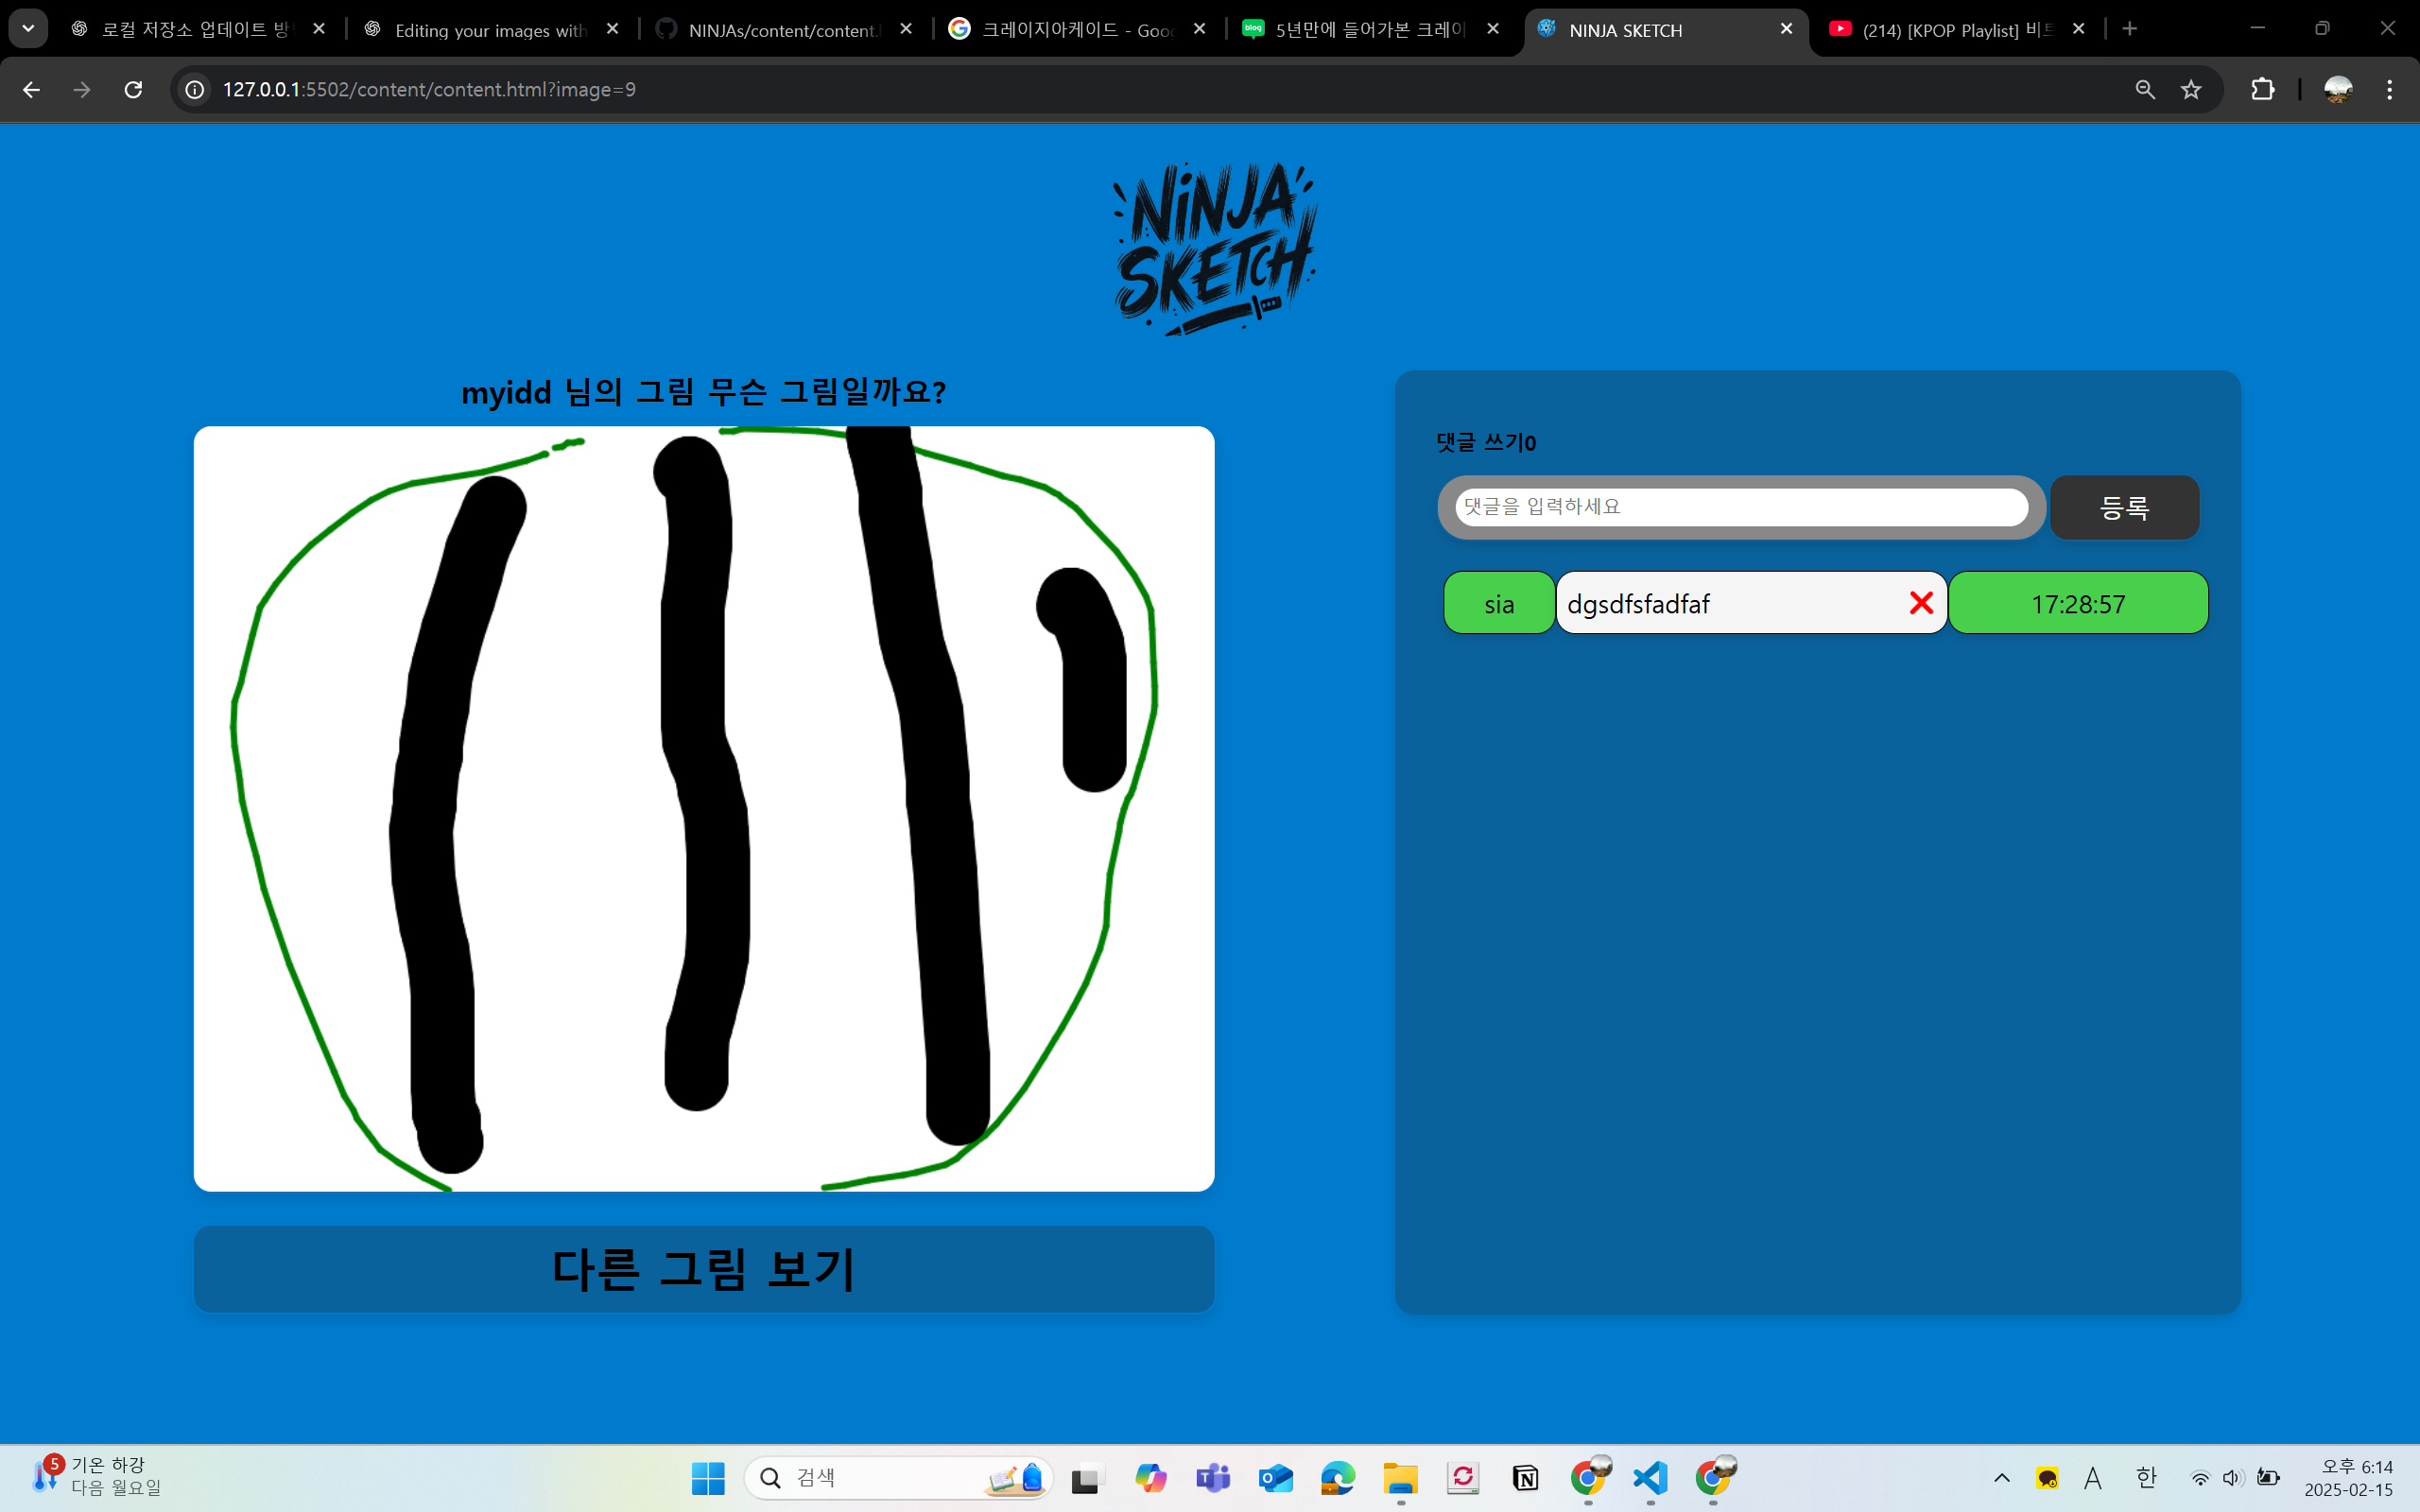 로컬 저장소 업데이트 방
Editing your images with
NINJAs/content/content.
크레이지아케이드 - Goo
blog
5년만에 들어가본 크레이
NINJA SKETCH
(214) [KPOP Playlist] 비트
127.0.0.1:5502/content/content.html?image=9
NINJA
SKETCH
myidd 님의 그림 무슨 그림일까요?
댓글 쓰기0
댓글을 입력하세요
등록
sia
dgsdfsfadfaf
17:28:57
다른 그림 보기
5
기온 하강
다음 월요일
검색
A
한
오후 6:14
2025-02-15